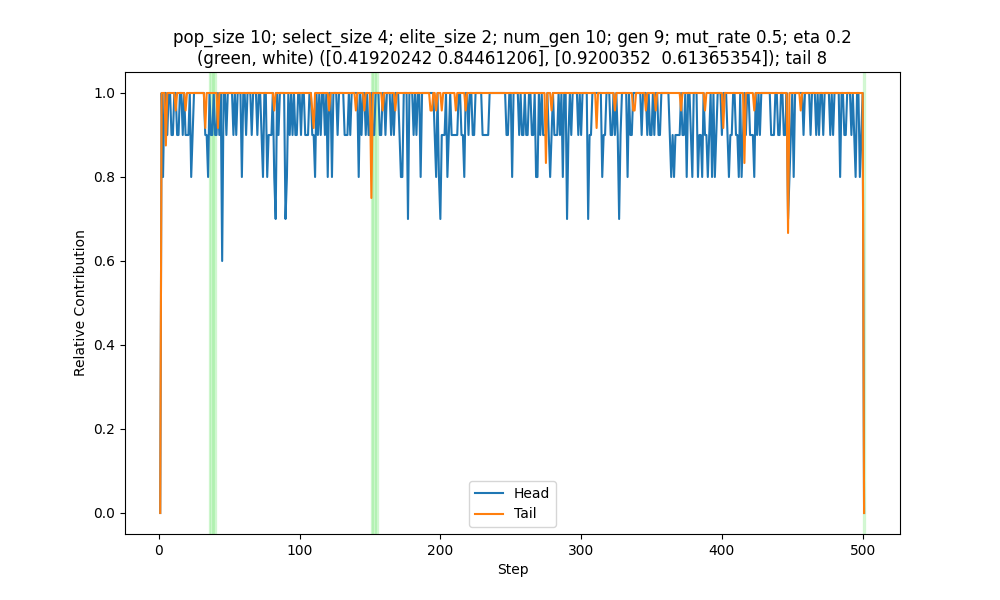 pop_size 10; select_size 4; elite_size 2; num_gen 10; gen 9; mut_rate 0.5; eta 0.2
(green, white) ([0.41920242 0.84461206], [0.9200352  0.61365354]); tail 8
1.0
0.8
0.6
0.4
0.2
0.0
Relative Contribution
Head
Tail
0
100
200
300
400
500
Step